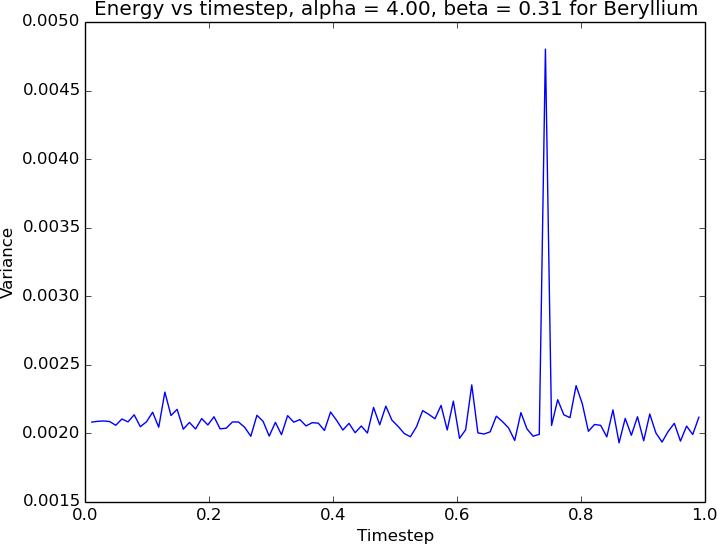 Energy vs timestep, alpha = 4.00, beta = 0.31 for Beryllium
0.0050
0.0045
0.0040
0.0035
0.0030
0.0025
0.0020
0.0015
Variance
0.0 0.2 0.4 0.6 0.8 1.0
Timestep